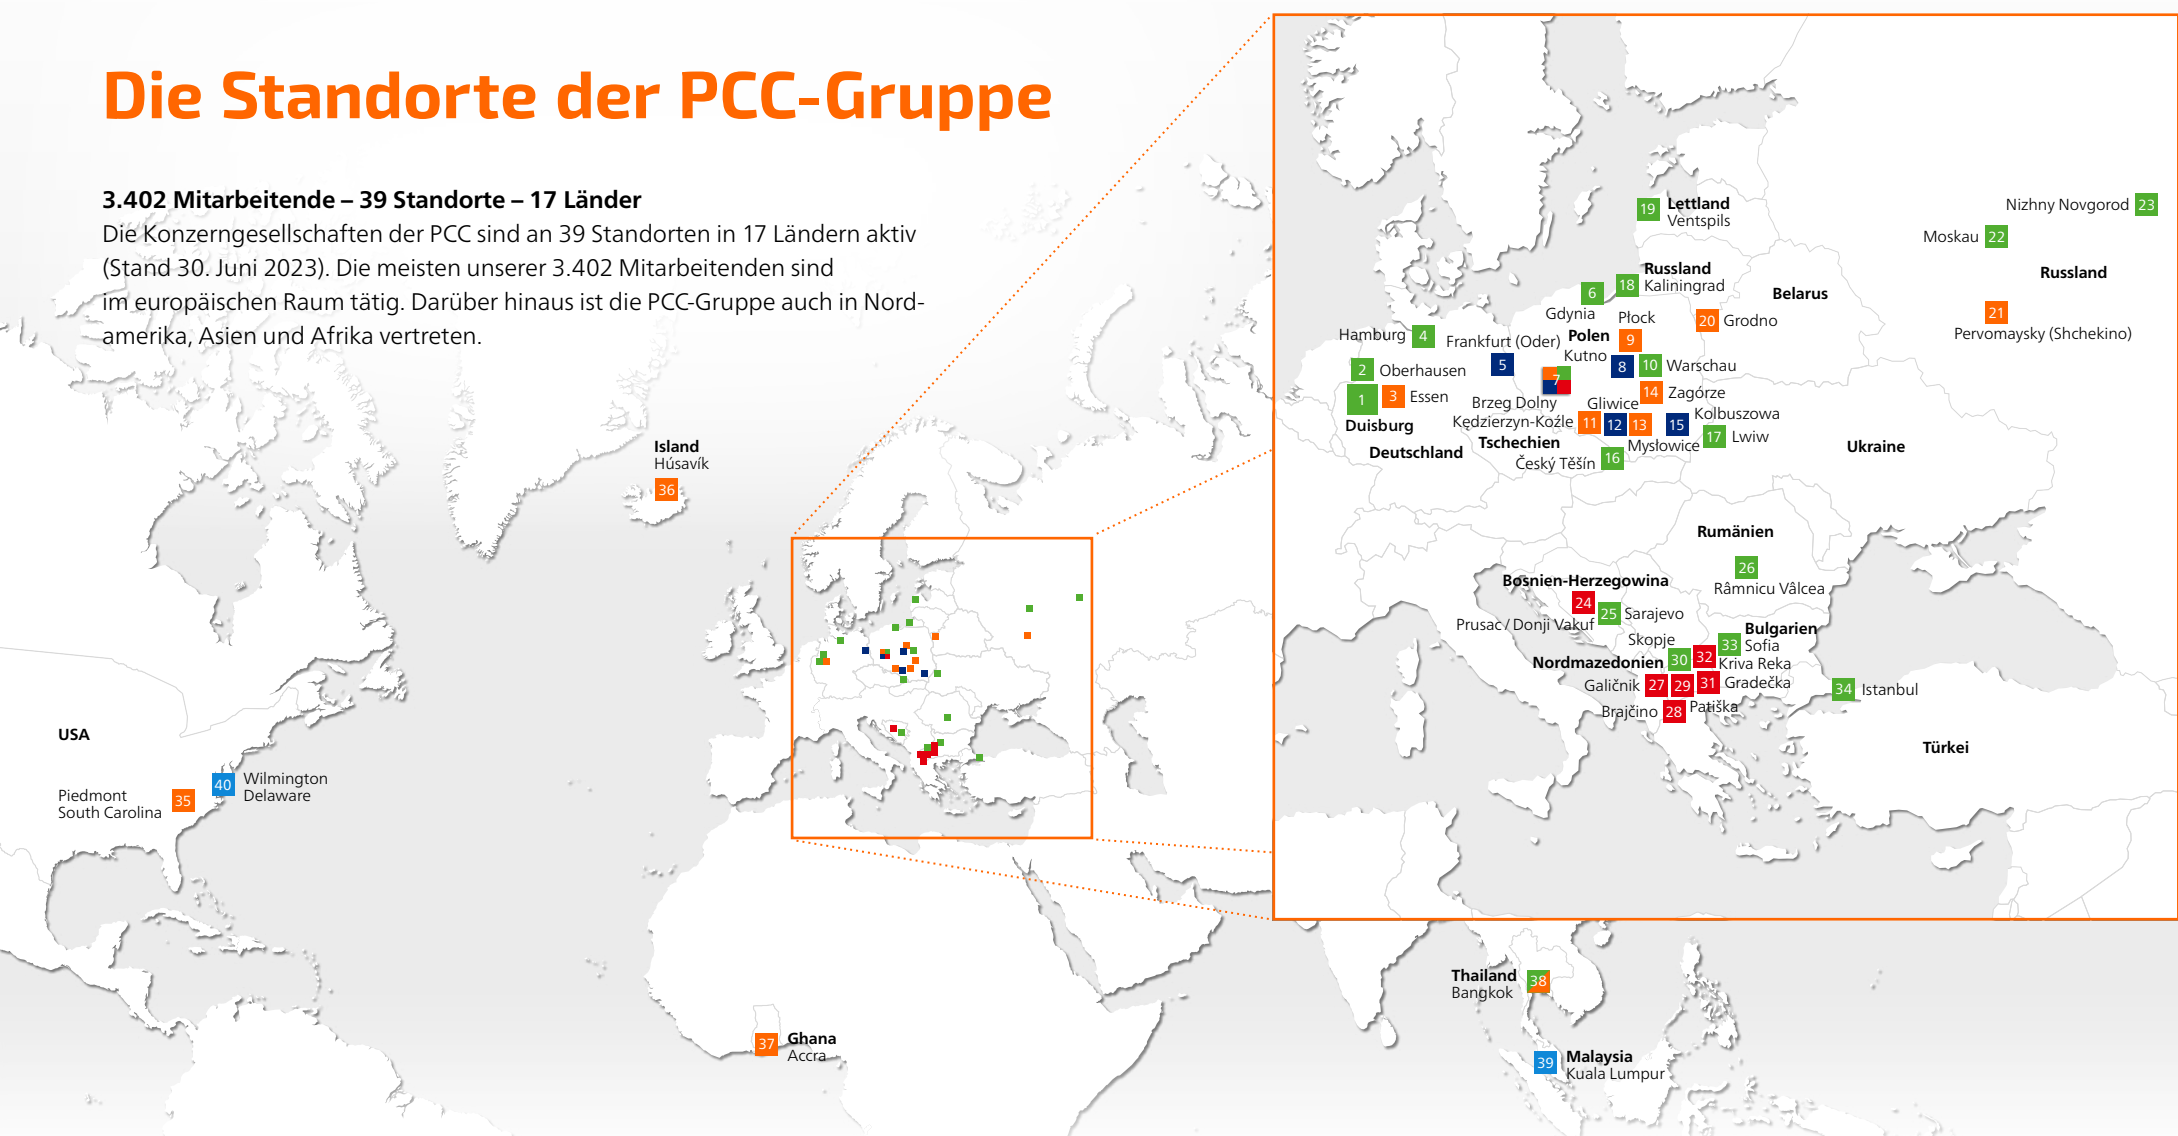 Die Standorte der PCC-Gruppe
3.402 Mitarbeitende – 39 Standorte – 17 Länder
Die Konzerngesellschaften der PCC sind an 39 Standorten in 17 Ländern aktiv
(Stand 30. Juni 2023). Die meisten unserer 3.402 Mitarbeitenden sind
im europäischen Raum tätig. Darüber hinaus ist die PCC-Gruppe auch in Nord-
amerika, Asien und Afrika vertreten.
Island
Húsavík
36
USA
40 Wilmington
Delaware
Piedmont
South Carolina
35
37 Ghana
Accra
19 Lettland
Ventspils
Nizhny Novgorod 23
Moskau 22
Russland
21
Pervomaysky (Shchekino)
18 Russland
Kaliningrad
Belarus
6
Gdynia
Płock
9
20 Grodno
Hamburg 4
Frankfurt (Oder)
5
Polen
Kutno
8
10 Warschau
2 Oberhausen
1
3 Essen
Duisburg
Deutschland
7
Brzeg Dolny
14 Zagórze
Gliwice
Kędzierzyn-Koźle 11
12
13
Mysłowice
15
Kolbuszowa
17 Lwiw
Tschechien
Český Těšín 16
Ukraine
Rumänien
26
Râmnicu Vâlcea
Bosnien-Herzegowina
24
Prusac / Donji Vakuf
25 Sarajevo
Skopje
Nordmazedonien 30
32
Kriva Reka
33 Bulgarien
Sofia
Galičnik 27
29
Patiška
31 Gradečka
Brajčino 28
34 Istanbul
Türkei
Thailand
Bangkok
38
39 Malaysia
Kuala Lumpur